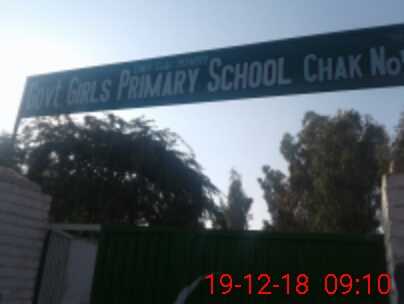 GOVT GIRLS PRIMARY SCHOOL CHAK No
19-12-18 09:10